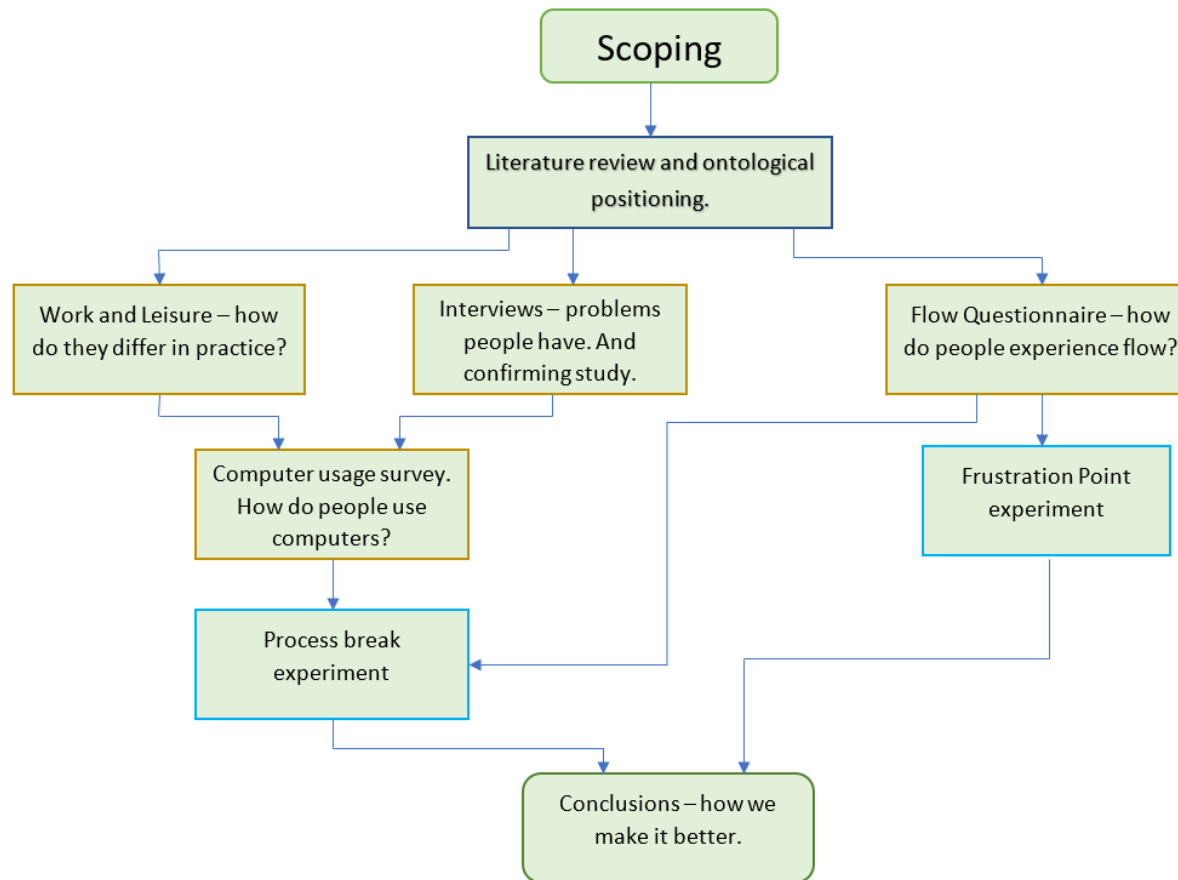 Scoping
Literature review and ontological
positioning.
Work and Leisure – how
do they differ in practice?
Interviews – problems
people have. And
confirming study.
Flow Questionnaire – how
do people experience flow?
Computer usage survey.
How do people use
computers?
Frustration Point
experiment
Process break
experiment
Conclusions – how we
make it better.